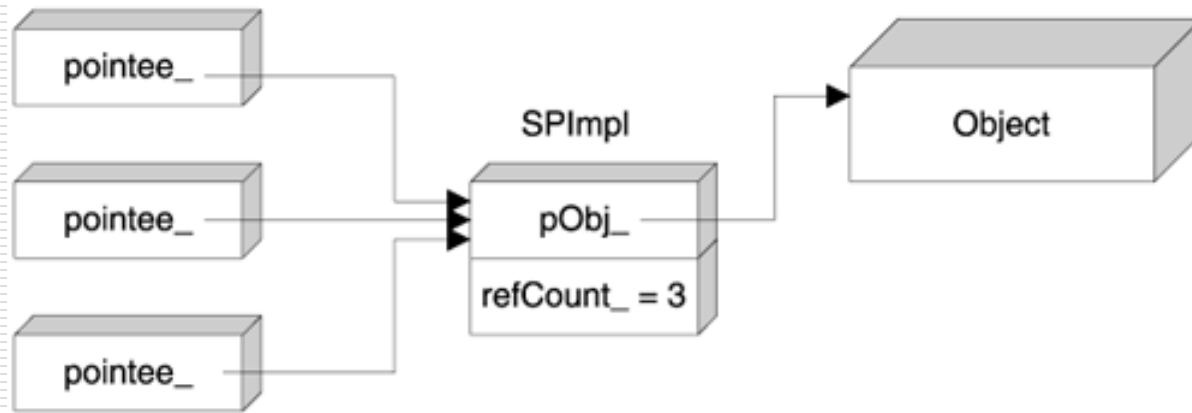 pointee_
SPImpl
Object
pointee_
pObj_
refCount_ = 3
pointee_